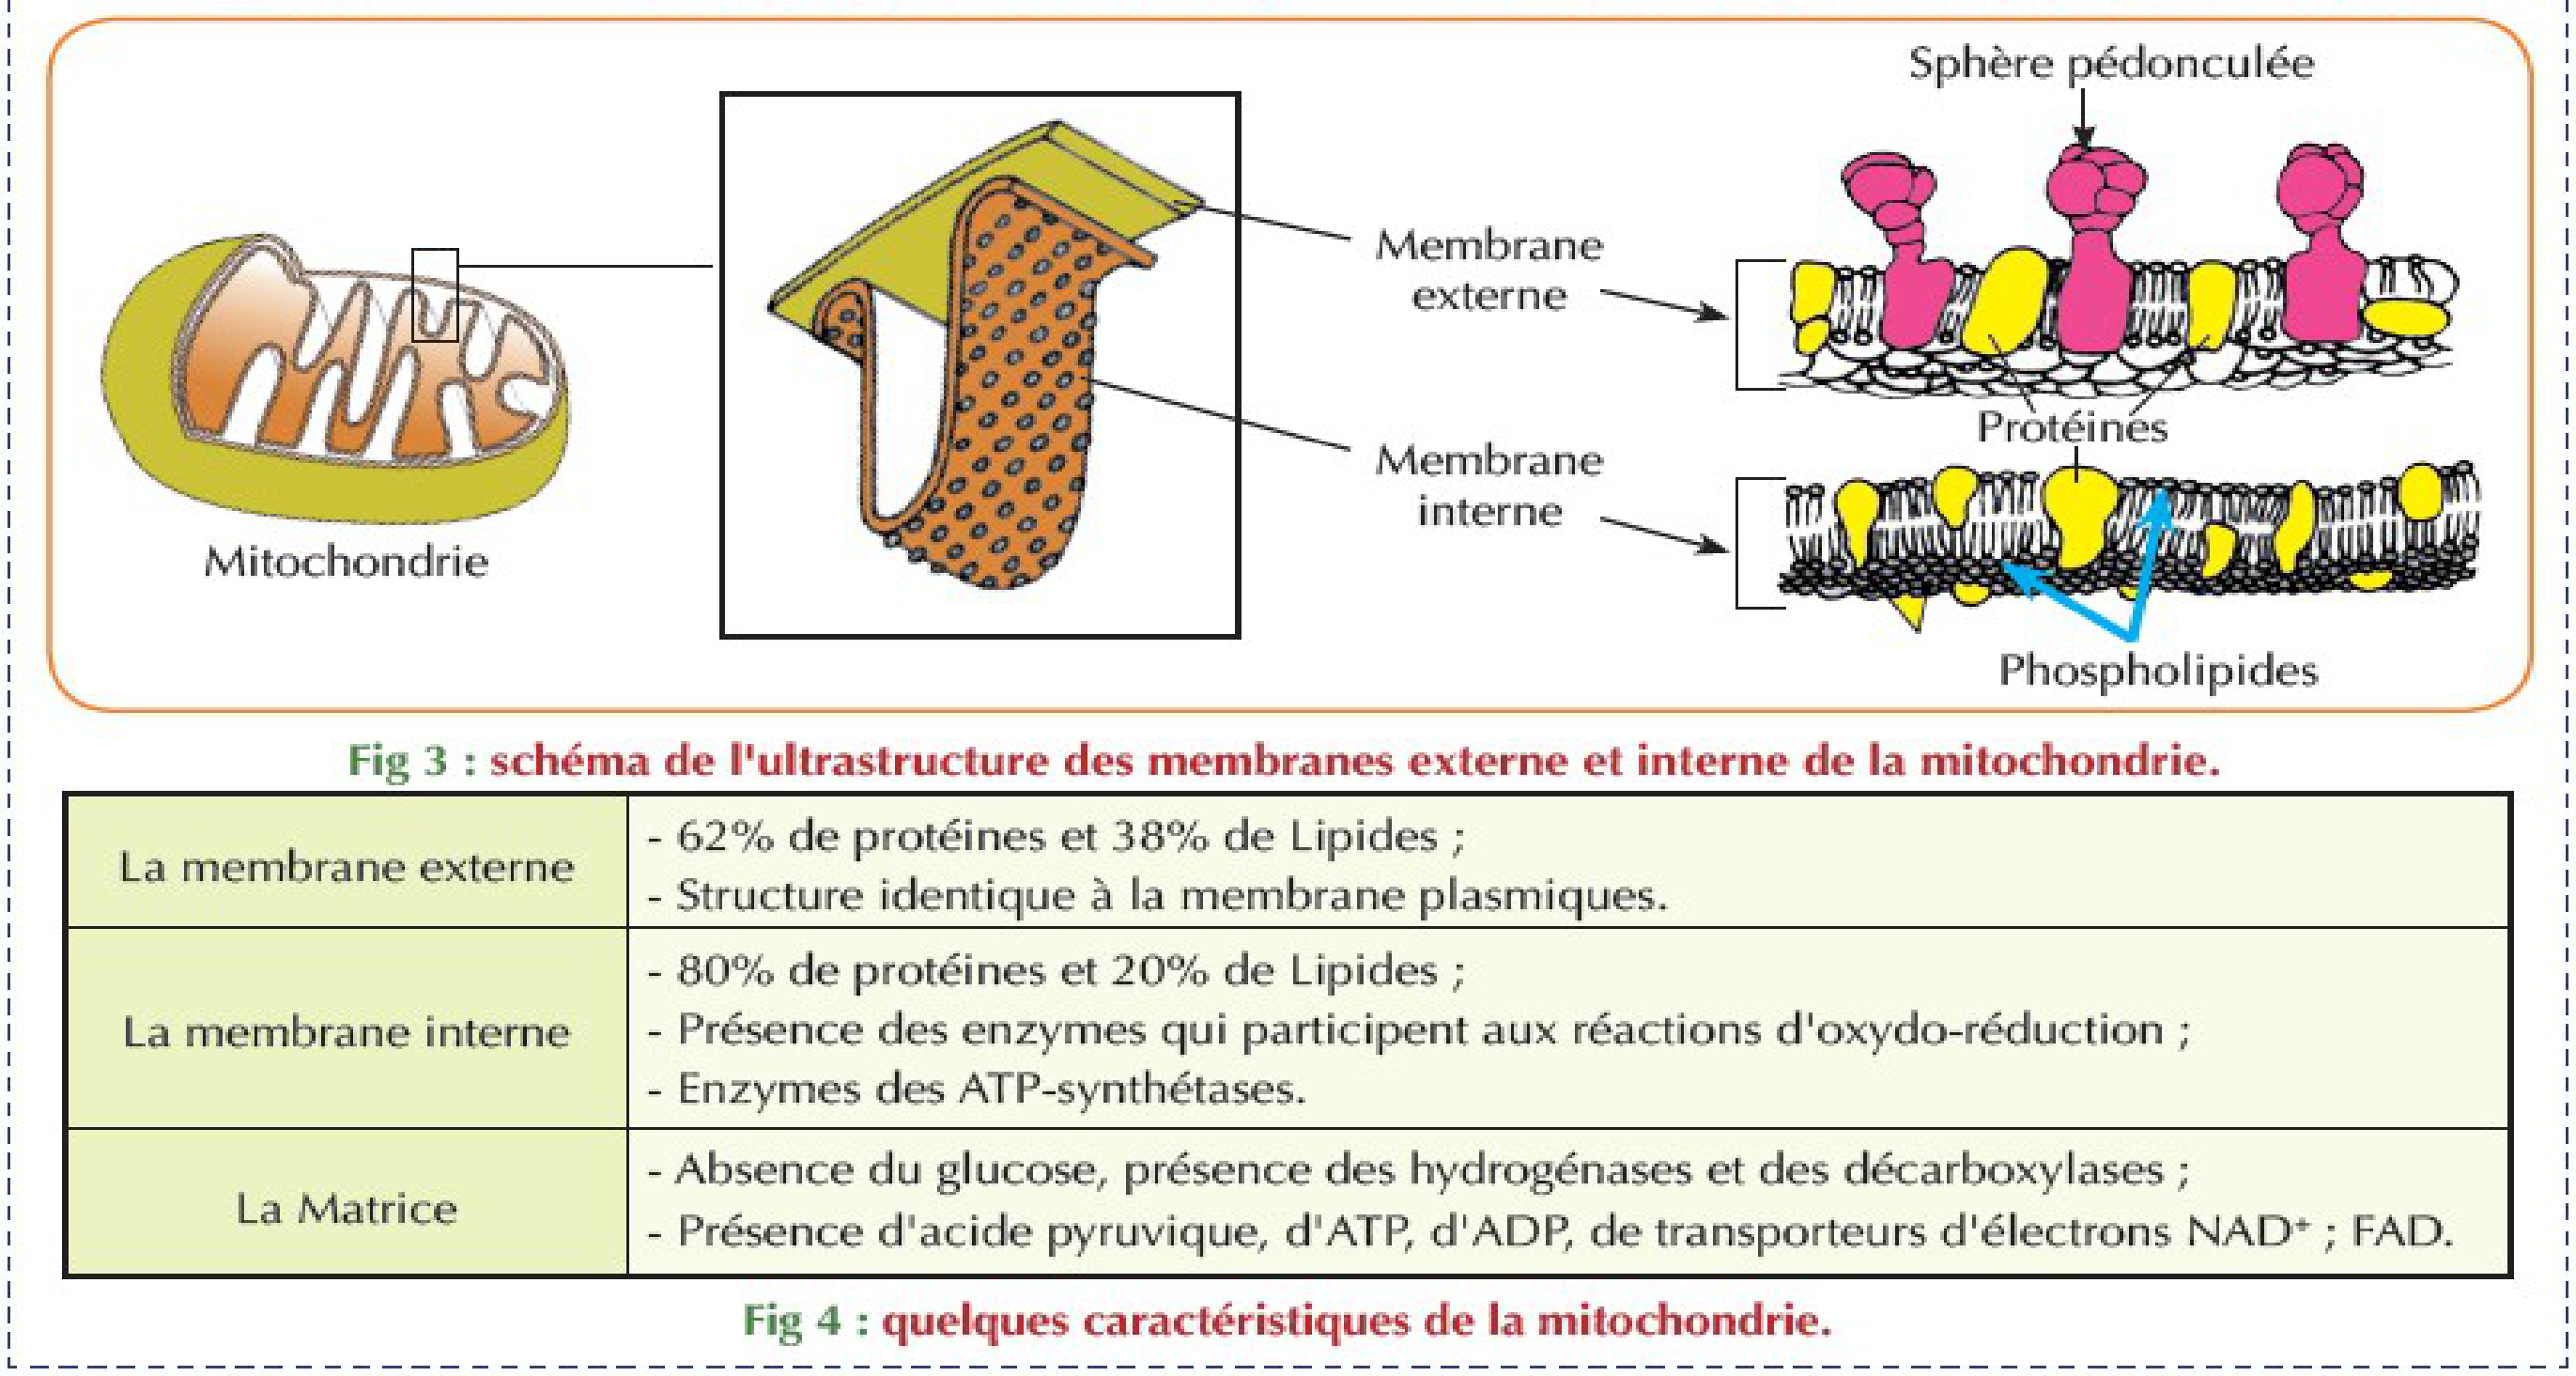 Sphère pédonculée
Membrane
externe
Protéines
Membrane
interne
Mitochondrie
Phospholipides
Fig 3 : schéma de l'ultrastructure des membranes externe et interne de la mitochondrie.
La membrane externe
- 62% de protéines et 38% de Lipides ;
- Structure identique à la membrane plasmiques.
La membrane interne
- 80% de protéines et 20% de Lipides ;
- Présence des enzymes qui participent aux réactions d'oxydo-réduction ;
- Enzymes des ATP-synthétases.
La Matrice
- Absence du glucose, présence des hydrogénases et des décarboxylases ;
- Présence d'acide pyruvique, d'ATP, d'ADP, de transporteurs d'électrons NAD⁺ ; FAD.
Fig 4 : quelques caractéristiques de la mitochondrie.